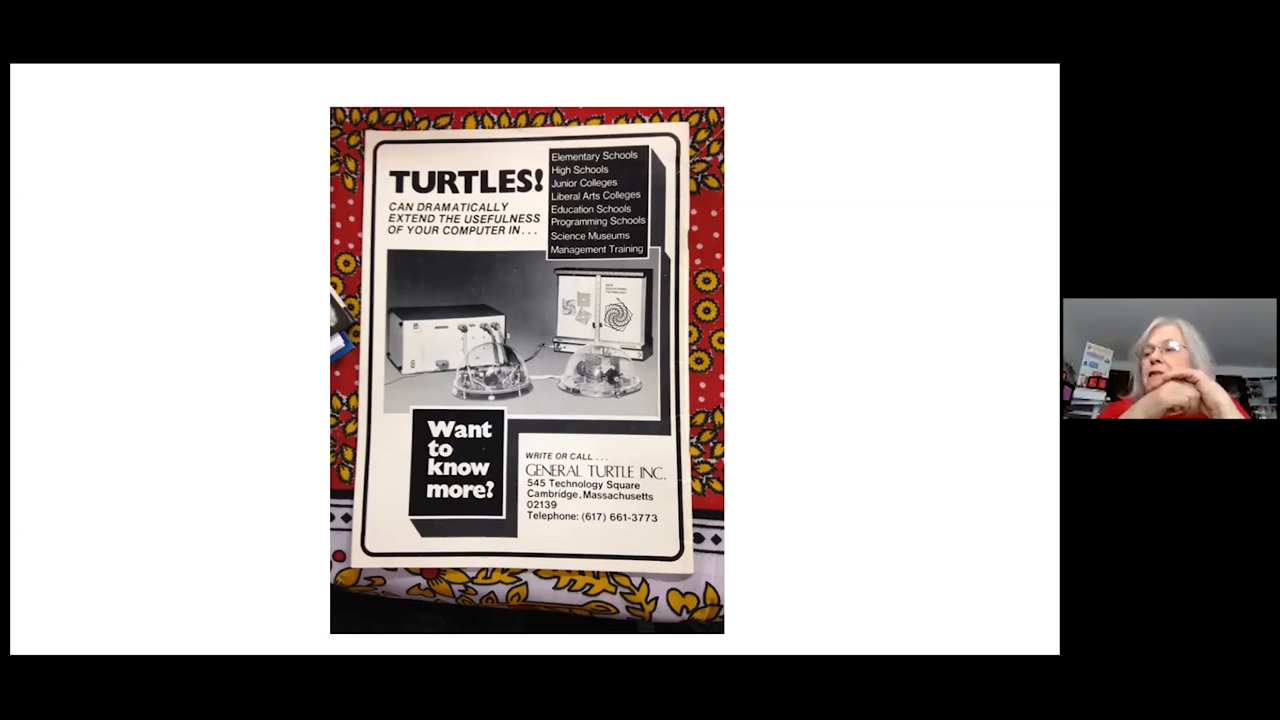 TURTLES!
CAN DRAMATICALLY
EXTEND THE USEFULNESS
OF YOUR COMPUTER IN...
Elementary Schools
High Schools
Junior Colleges
Liberal Arts Colleges
Education Schools
Programming Schools
Science Museums
Management Training
Want
to
know
more?
WRITE OR CALL ...
GENERAL TURTLE INC.
545 Technology Square
Cambridge, Massachusetts
02139
Telephone: (617) 661-3773